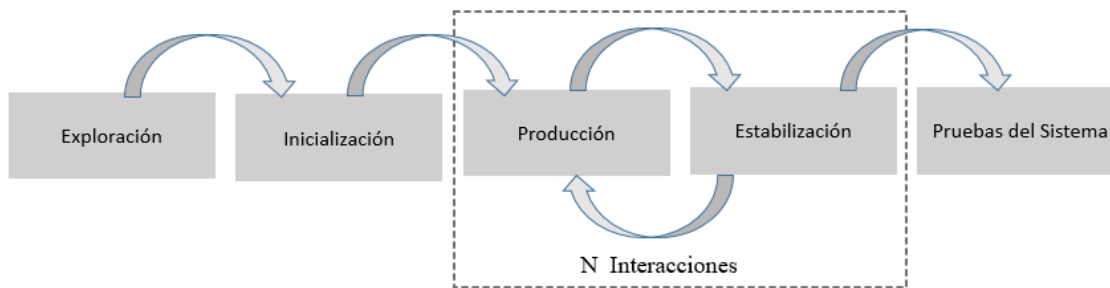 Exploración
Inicialización
Producción
Estabilización
Pruebas del Sistema
N Interacciones